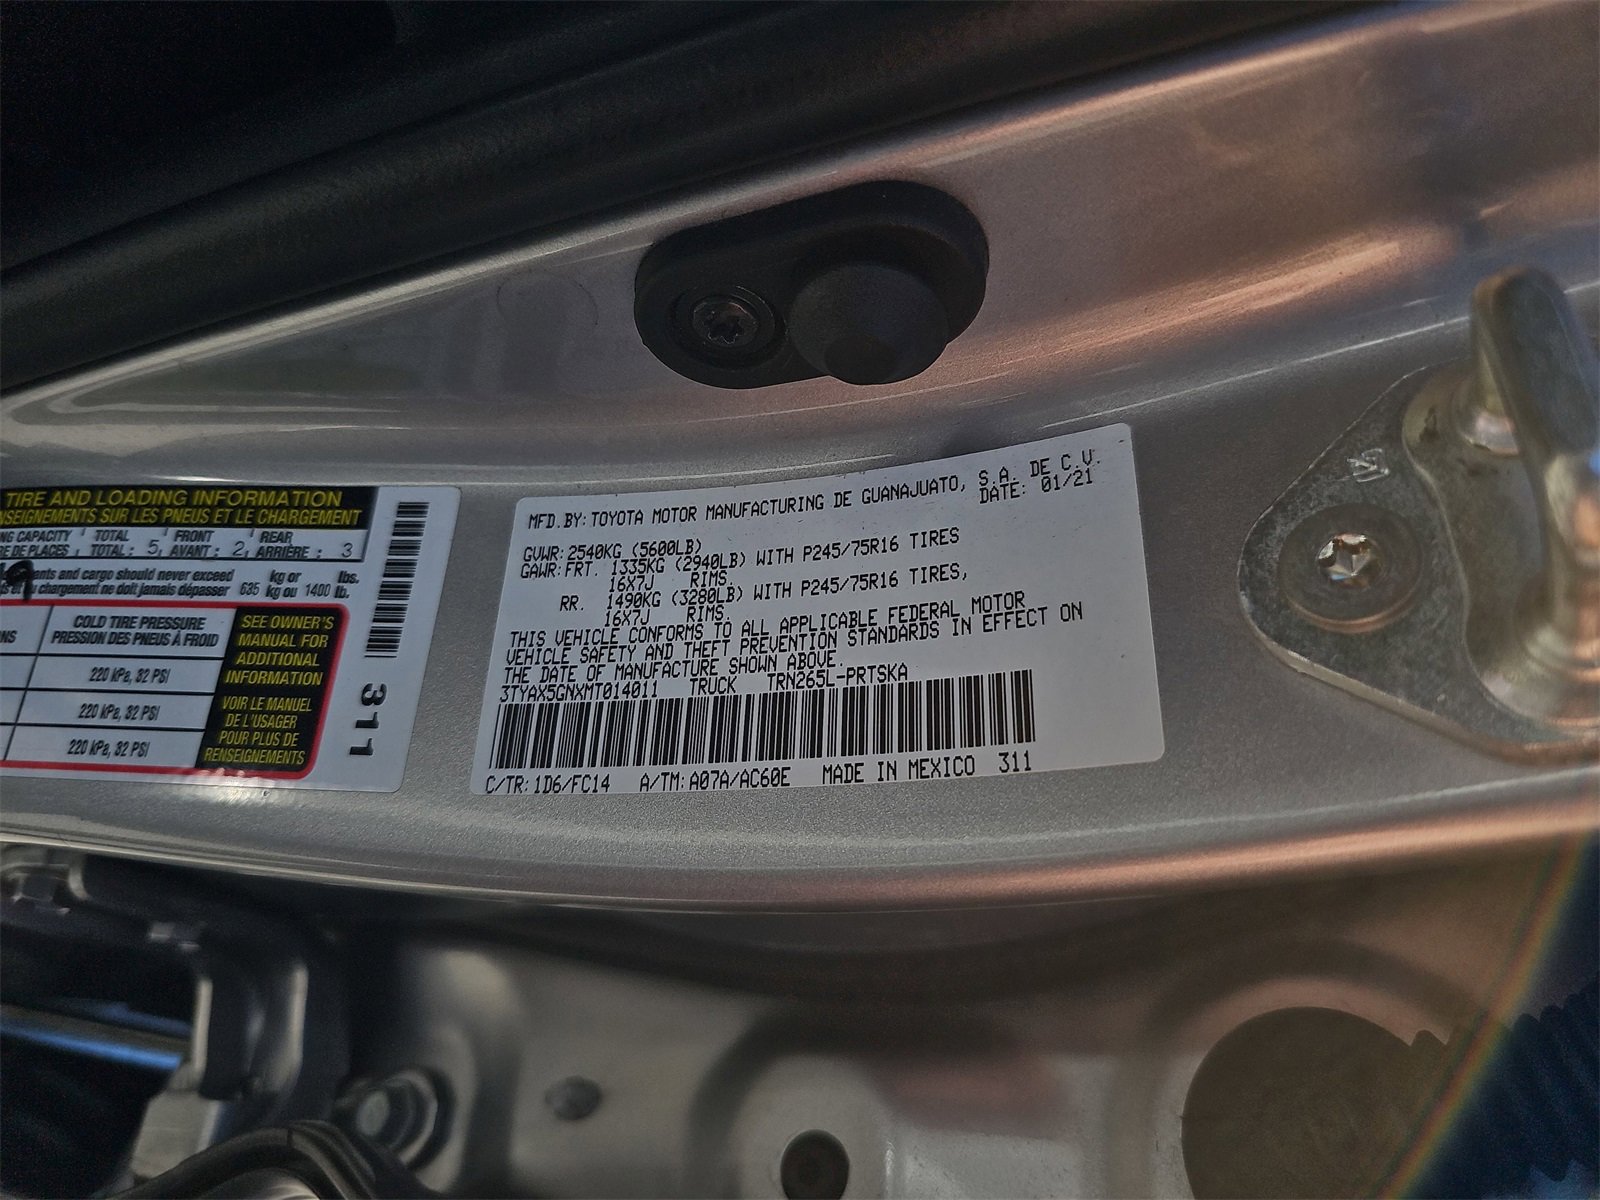 TIRE AND LOADING INFORMATION
RENSEIGNEMENTS SUR LES PNEUS ET LE CHARGEMENT
CAPACITY TOTAL FRONT REAR
DE PLACES TOTAL: 5 AVANT: 2 ARRIÈRE: 3
and cargo should never exceed 635 kg or 1400 lbs.
chargement ne doit jamais dépasser kg ou lb.
COLD TIRE PRESSURE
PRESSION DES PNEUS À FROID
220 kPa, 32 PSI
220 kPa, 32 PSI
220 kPa, 32 PSI
SEE OWNER'S
MANUAL FOR
ADDITIONAL
INFORMATION
VOIR LE MANUEL
DE L'USAGER
POUR PLUS DE
RENSEIGNEMENTS
311
MFD.BY:TOYOTA MOTOR MANUFACTURING DE GUANAJUATO, S.A. DE C.V.
DATE: 01/21
GVWR:2540KG (5600LB)
GAWR:FRT. 1335KG (2940LB) WITH P245/75R16 TIRES
16X7J RIMS.
RR. 1490KG (3280LB) WITH P245/75R16 TIRES,
16X7J RIMS.
THIS VEHICLE CONFORMS TO ALL APPLICABLE FEDERAL MOTOR
VEHICLE SAFETY AND THEFT PREVENTION STANDARDS IN EFFECT ON
THE DATE OF MANUFACTURE SHOWN ABOVE.
3TYAX5GNXMT014011 TRUCK TRN265L-PRTSKA
C/TR:1D6/FC14 A/TM:A07A/AC60E MADE IN MEXICO 311